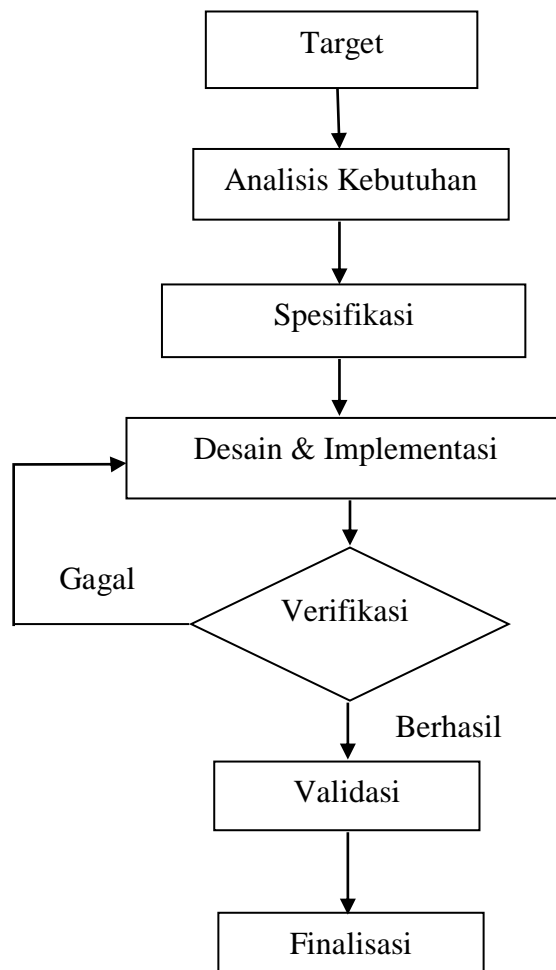 Target
Analisis Kebutuhan
Spesifikasi
Desain & Implementasi
Gagal
Verifikasi
Berhasil
Validasi
Finalisasi